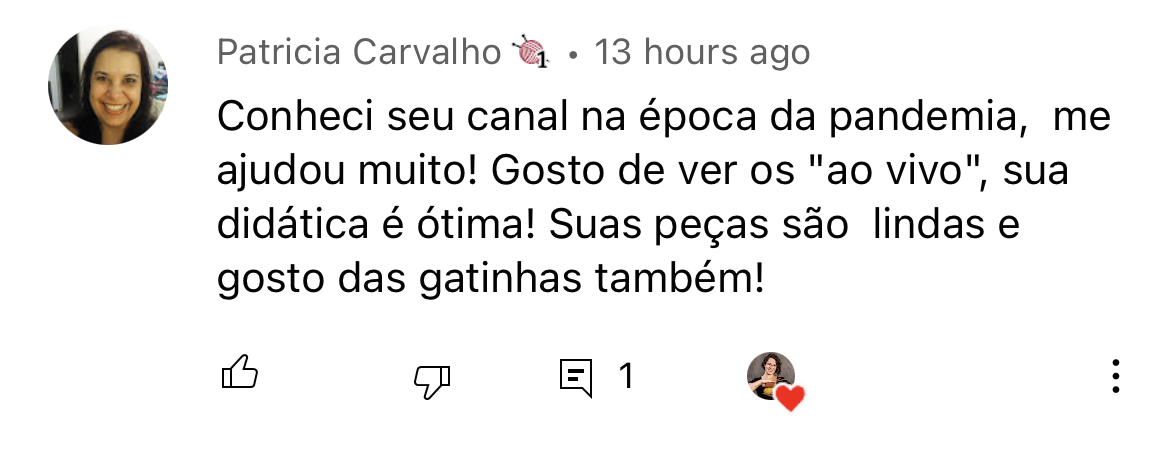 Patricia Carvalho 1 • 13 hours ago
Conheci seu canal na época da pandemia,  me
ajudou muito! Gosto de ver os "ao vivo", sua
didática é ótima! Suas peças são  lindas e
gosto das gatinhas também!
1